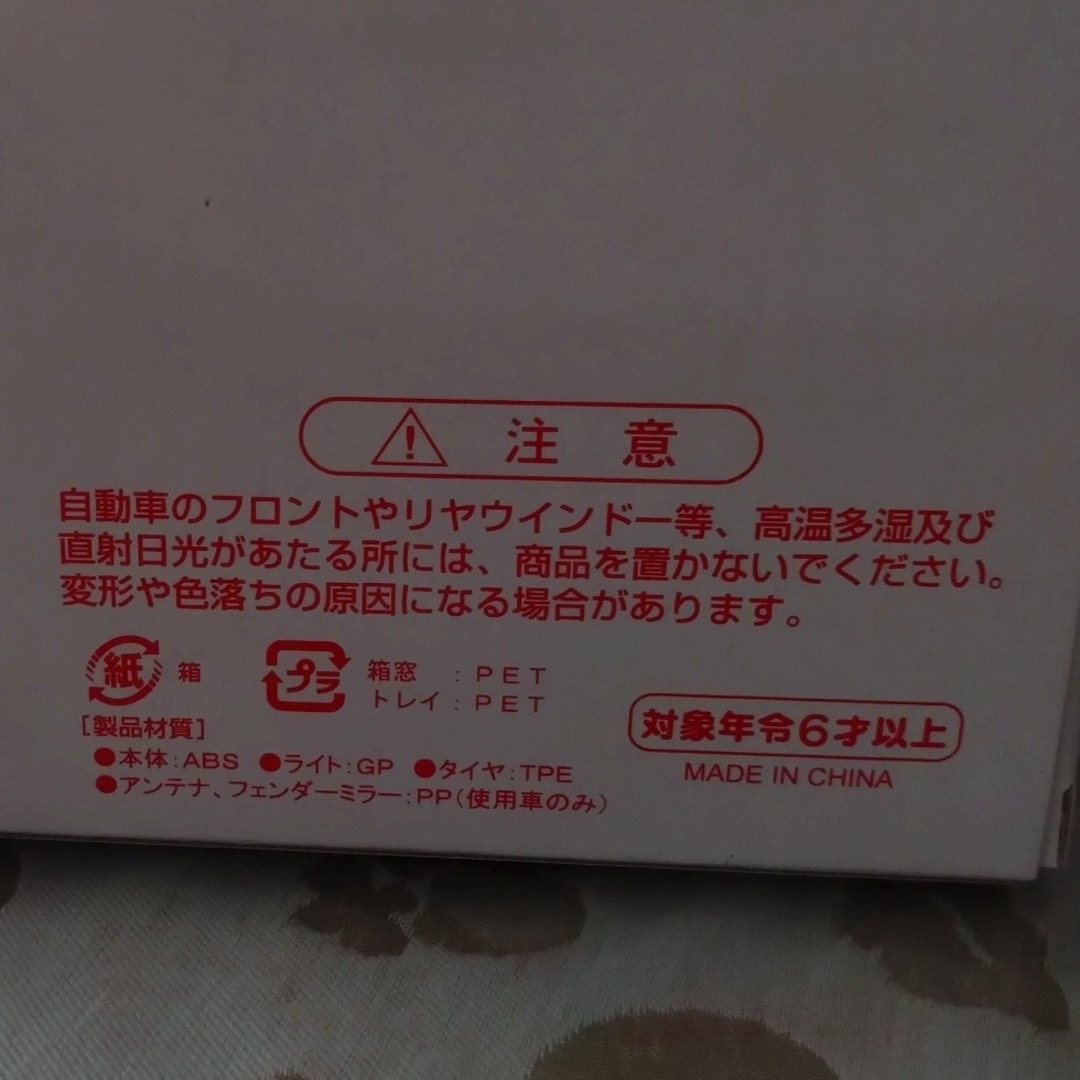 注意
自動車のフロントやリヤウインドー等、高温多湿及び
直射日光があたる所には、商品を置かないでください。
変形や色落ちの原因になる場合があります。
紙 箱
プラ 箱窓 : PET
トレイ : PET
[製品材質]
●本体:ABS ●ライト:GP ●タイヤ:TPE
●アンテナ、フェンダーミラー:PP(使用車のみ)
対象年令6才以上
MADE IN CHINA